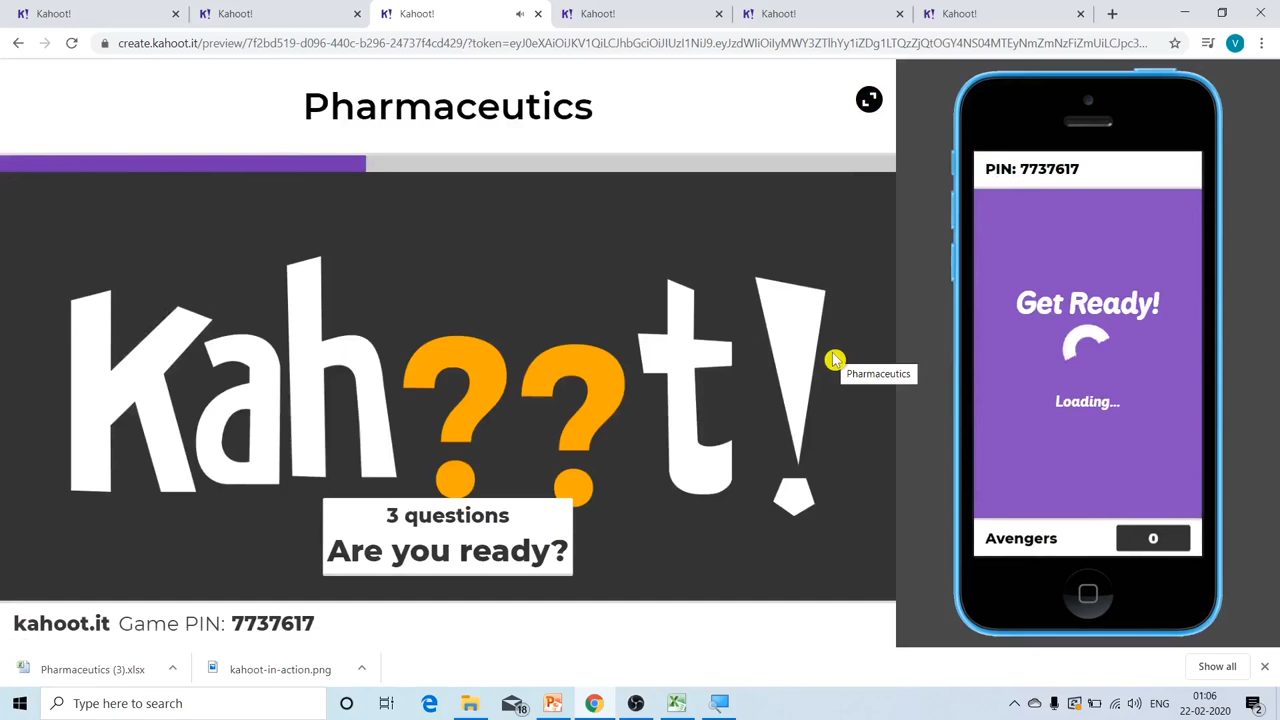 Kahoot!
Kahoot!
Kahoot!
Kahoot!
Kahoot!
Kahoot!
create.kahoot.it/preview/7f2bd519-d096-440c-b296-24737f4cd429/?token=eyJ0eXAiOiJKV1QiLCJhbGciOiJIUzI1NiJ9.eyJzdWIiOiIyMWY3ZTlhYy1iZDg1LTQzZjQtOGY4NS04MTEyNmZmNzFiZmUiLCJpc3...
V
Pharmaceutics
PIN: 7737617
Kah??t!
Get Ready!
Loading...
Pharmaceutics
3 questions
Are you ready?
Avengers 0
kahoot.it Game PIN: 7737617
Pharmaceutics (3).xlsx
kahoot-in-action.png
Show all
Type here to search
18
ENG
01:06
22-02-2020
2